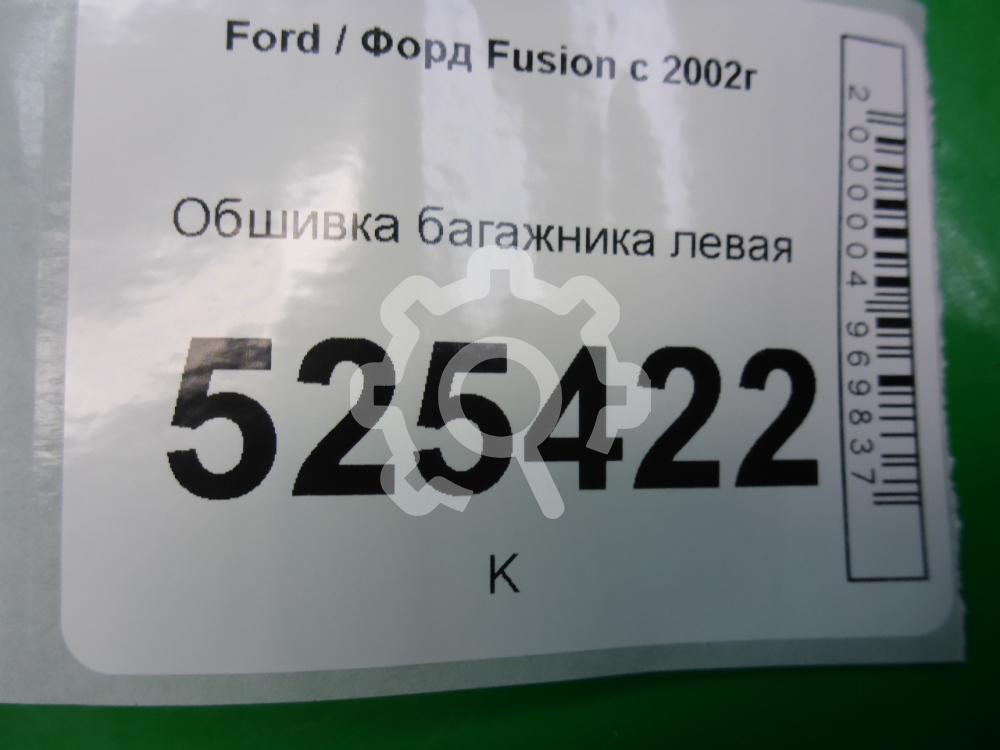 Ford / Форд Fusion с 2002г
Обшивка багажника левая
525422
К
2000004969837